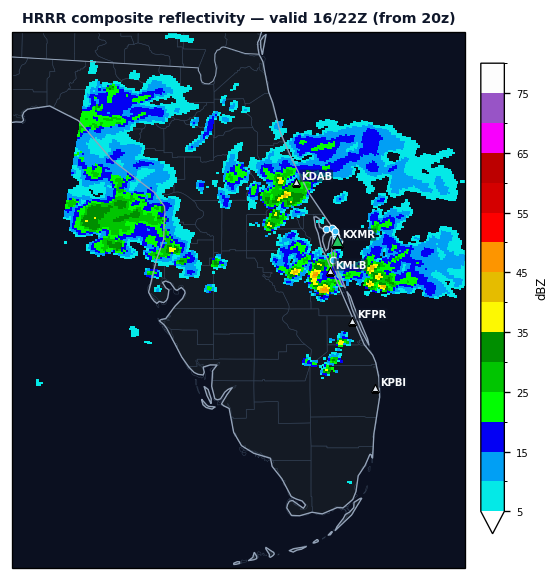 HRRR composite reflectivity — valid 16/22Z (from 20z)
KDAB
KXMR
KMLB
KFPR
KPBI
75
65
55
45
35
25
15
5
dBZ